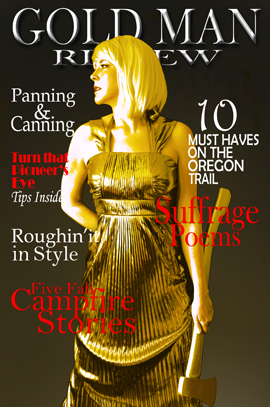 GOLD MAN
REVIEW
Panning
&
Canning
10
MUST HAVES
ON THE
OREGON
TRAIL
Turn that
Pioneer's
Eye
Tips Inside
Suffrage
Poems
Roughin' it
in Style
Five Fab
Campfire
Stories